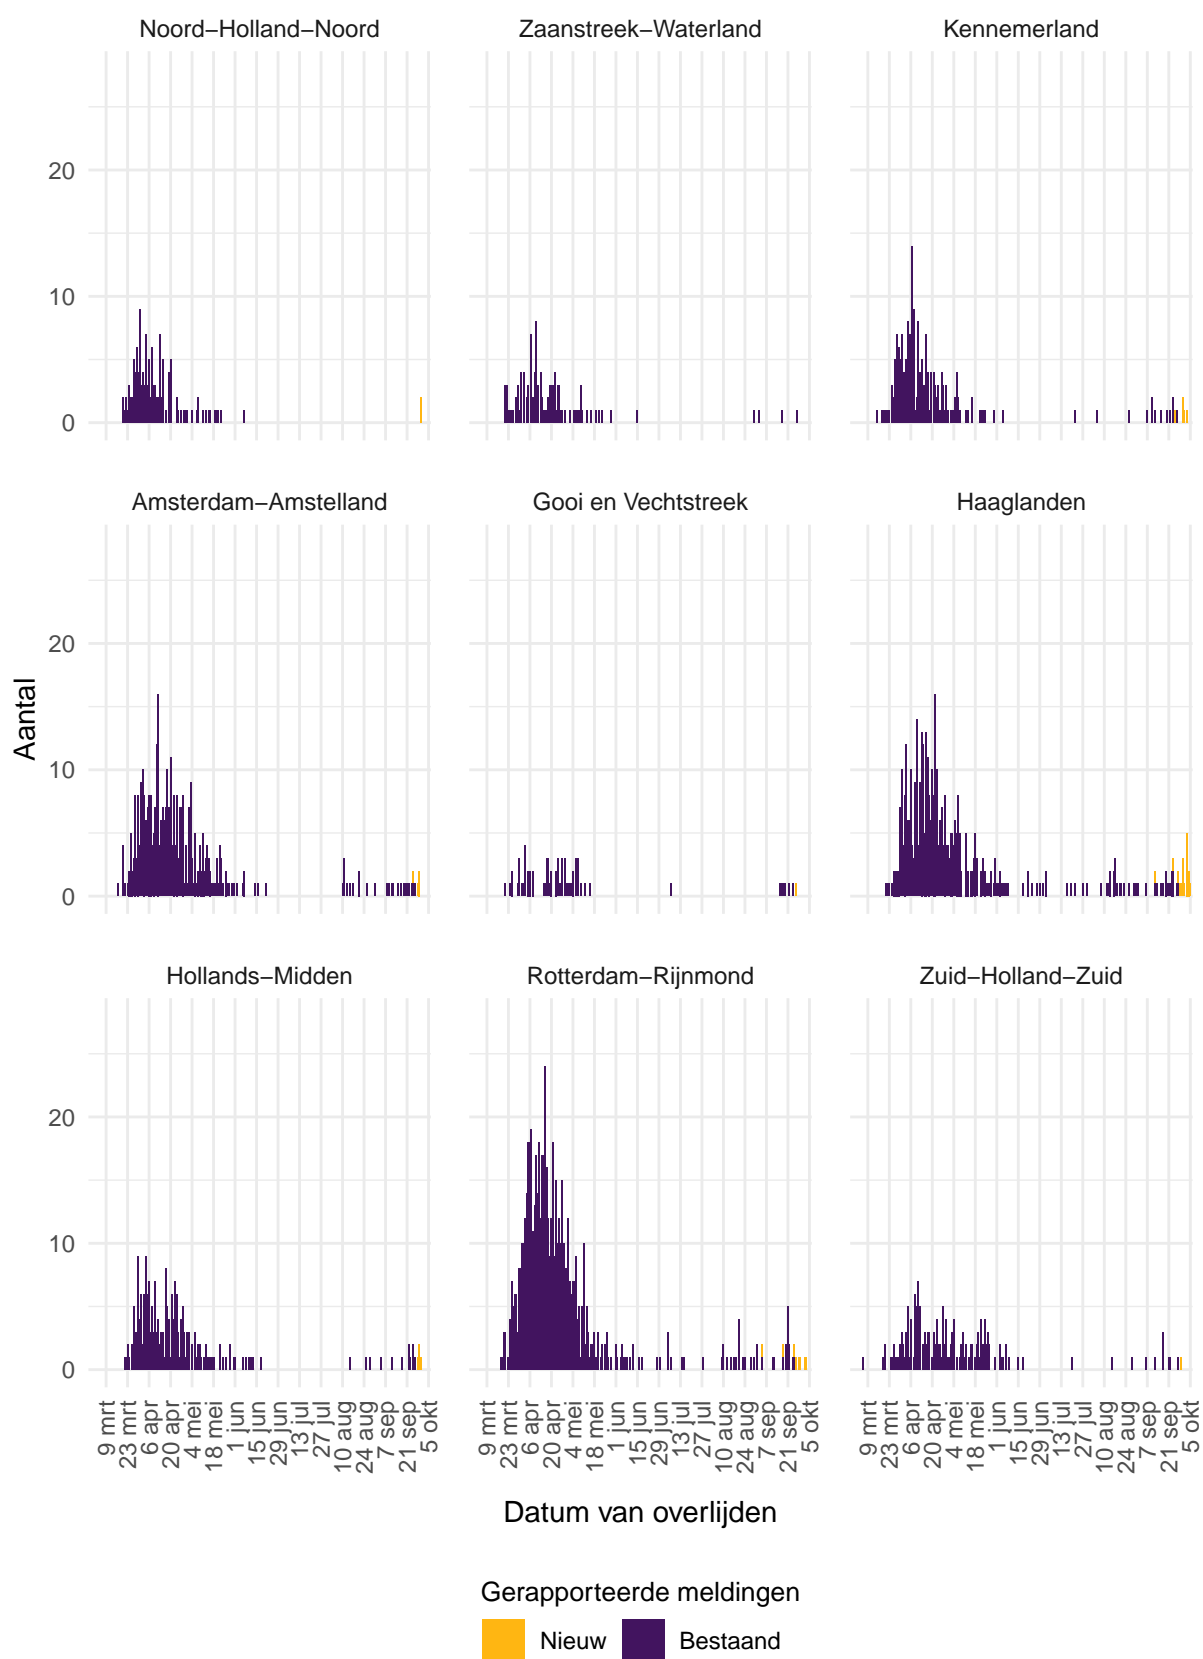 Noord−Holland−Noord Zaanstreek−Waterland Kennemerland
20
10
0
Amsterdam−Amstelland Gooi en Vechtstreek Haaglanden
20
10
0
Aantal
Hollands−Midden Rotterdam−Rijnmond Zuid−Holland−Zuid
20
10
0
9 mrt 23 mrt 6 apr 20 apr 4 mei 18 mei 1 jun 15 jun 29 jun 13 jul 27 jul 10 aug 24 aug 7 sep 21 sep 5 okt 9 mrt 23 mrt 6 apr 20 apr 4 mei 18 mei 1 jun 15 jun 29 jun 13 jul 27 jul 10 aug 24 aug 7 sep 21 sep 5 okt 9 mrt 23 mrt 6 apr 20 apr 4 mei 18 mei 1 jun 15 jun 29 jun 13 jul 27 jul 10 aug 24 aug 7 sep 21 sep 5 okt
Datum van overlijden
Gerapporteerde meldingen
Nieuw Bestaand